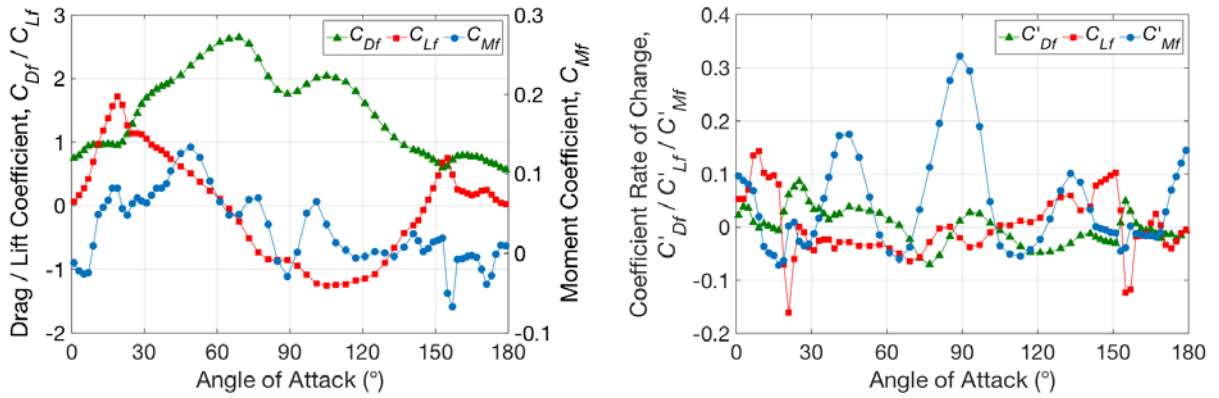 Drag / Lift Coefficient, C_Df / C_Lf
3
2
1
0
-1
-2
C_Df C_Lf C_Mf
0 30 60 90 120 150 180
Angle of Attack (°)
0.3
0.2
0.1
0
-0.1
Moment Coefficient, C_Mf
Coefficient Rate of Change,
C'_Df / C'_Lf / C'_Mf
0.4
0.3
0.2
0.1
0
-0.1
-0.2
C'_Df C_Lf C'_Mf
0 30 60 90 120 150 180
Angle of Attack (°)